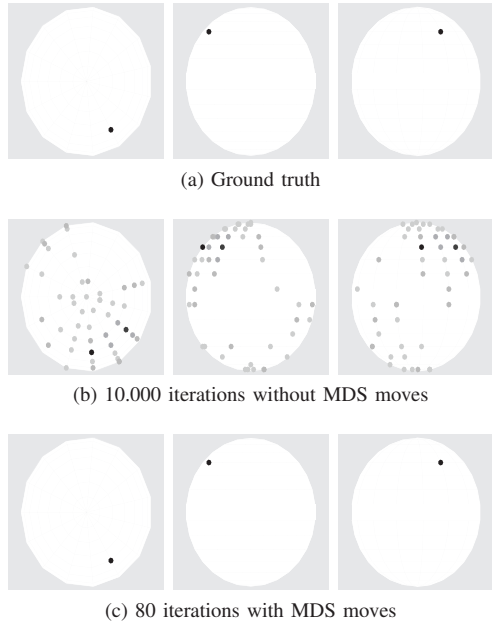 (a) Ground truth
(b) 10.000 iterations without MDS moves
(c) 80 iterations with MDS moves